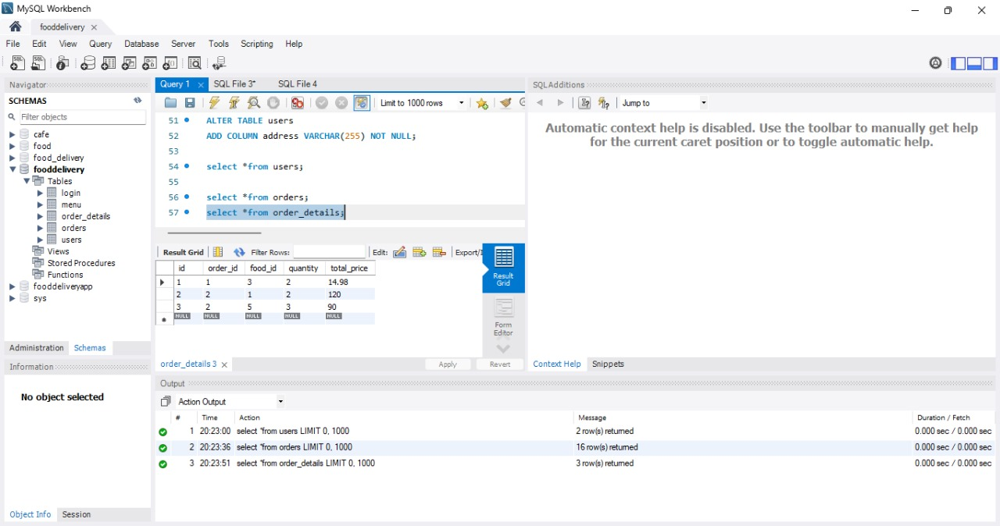 MySQL Workbench
fooddelivery
File Edit View Query Database Server Tools Scripting Help
Navigator
SCHEMAS
Filter objects
cafe
food
food_delivery
fooddelivery
Tables
login
menu
order_details
orders
users
Views
Stored Procedures
Functions
fooddeliveryapp
sys
Administration Schemas
Information
No object selected
Object Info Session
Query 1 SQL File 3* SQL File 4
Limit to 1000 rows
51 ALTER TABLE users
52 ADD COLUMN address VARCHAR(255) NOT NULL;
53
54 select *from users;
55
56 select *from orders;
57 select *from order_details;
Result Grid Filter Rows: Edit: Export/I
id order_id food_id quantity total_price
1 1 3 2 14.98
2 2 1 2 120
3 2 5 3 90
NULL NULL NULL NULL NULL
Result
Grid
Form
Editor
order_details 3 Apply Revert
SQLAdditions
Jump to
Automatic context help is disabled. Use the toolbar to manually get help
for the current caret position or to toggle automatic help.
Context Help Snippets
Output
Action Output
# Time Action Message Duration / Fetch
1 20:23:00 select *from users LIMIT 0, 1000 2 row(s) returned 0.000 sec / 0.000 sec
2 20:23:36 select *from orders LIMIT 0, 1000 16 row(s) returned 0.000 sec / 0.000 sec
3 20:23:51 select *from order_details LIMIT 0, 1000 3 row(s) returned 0.000 sec / 0.000 sec